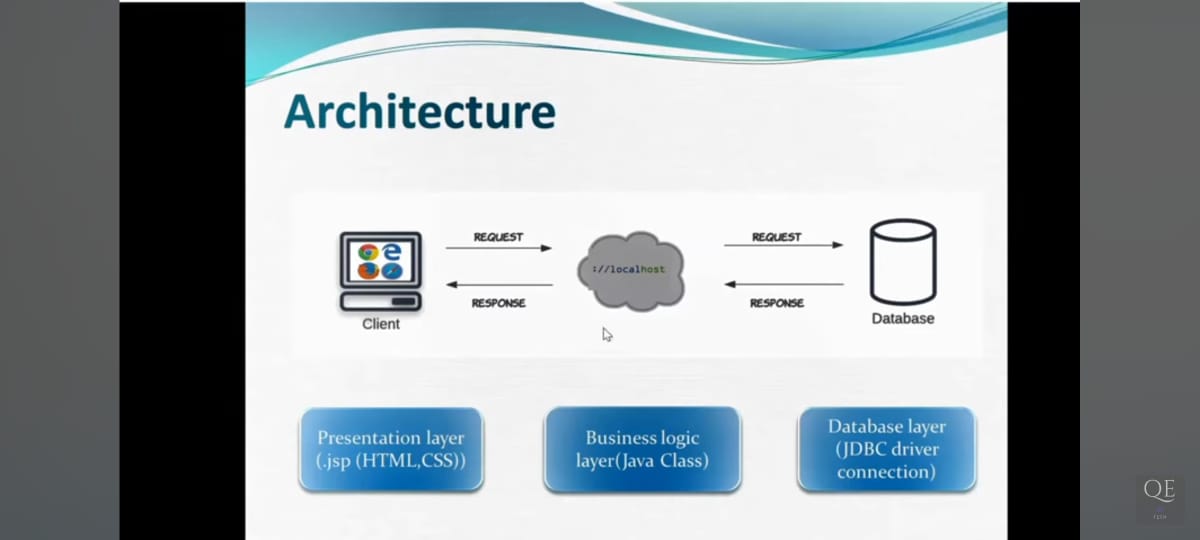 Architecture
REQUEST
REQUEST
://localhost
RESPONSE
RESPONSE
Client
Database
Presentation layer
(.jsp (HTML,CSS))
Business logic
layer(Java Class)
Database layer
(JDBC driver
connection)
QE